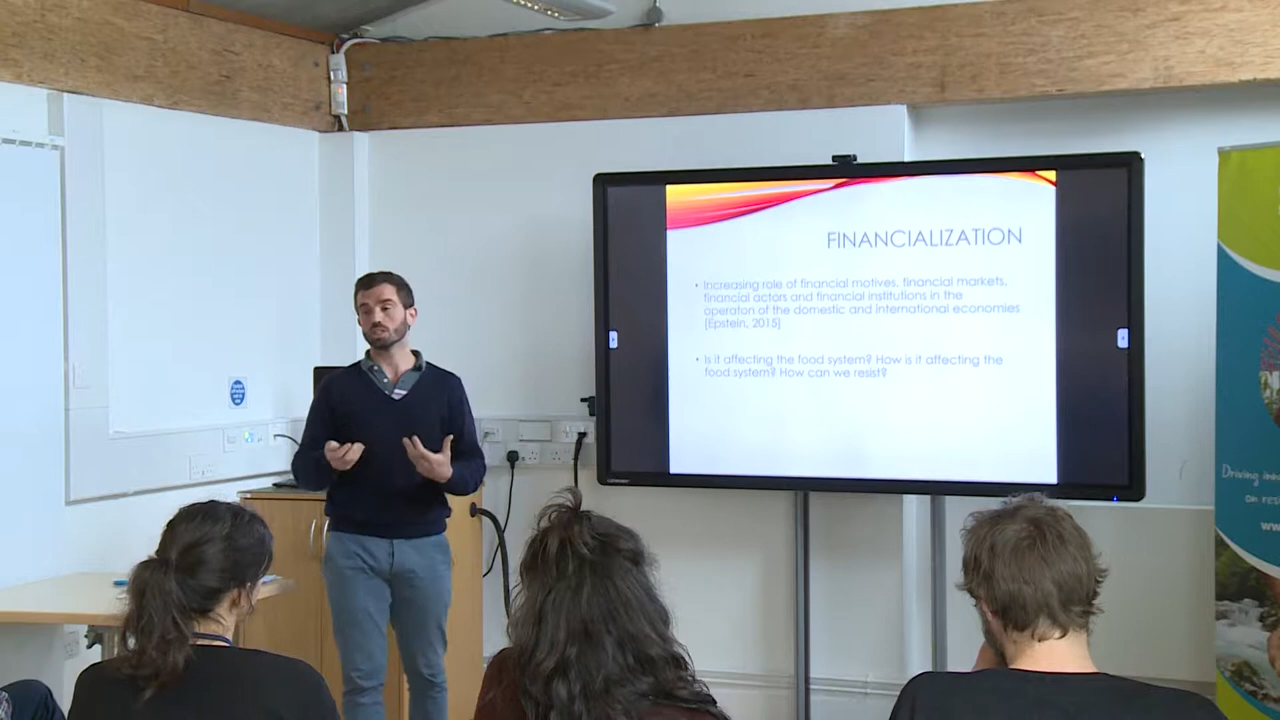 FINANCIALIZATION
• Increasing role of financial motives, financial markets,
financial actors and financial institutions in the
operaton of the domestic and international economies
(Epstein, 2015)
• Is it affecting the food system? How is it affecting the
food system? How can we resist?
Driving
on